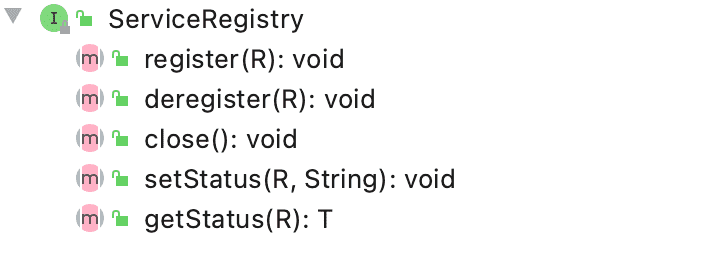 I ServiceRegistry
m register(R): void
m deregister(R): void
m close(): void
m setStatus(R, String): void
m getStatus(R): T